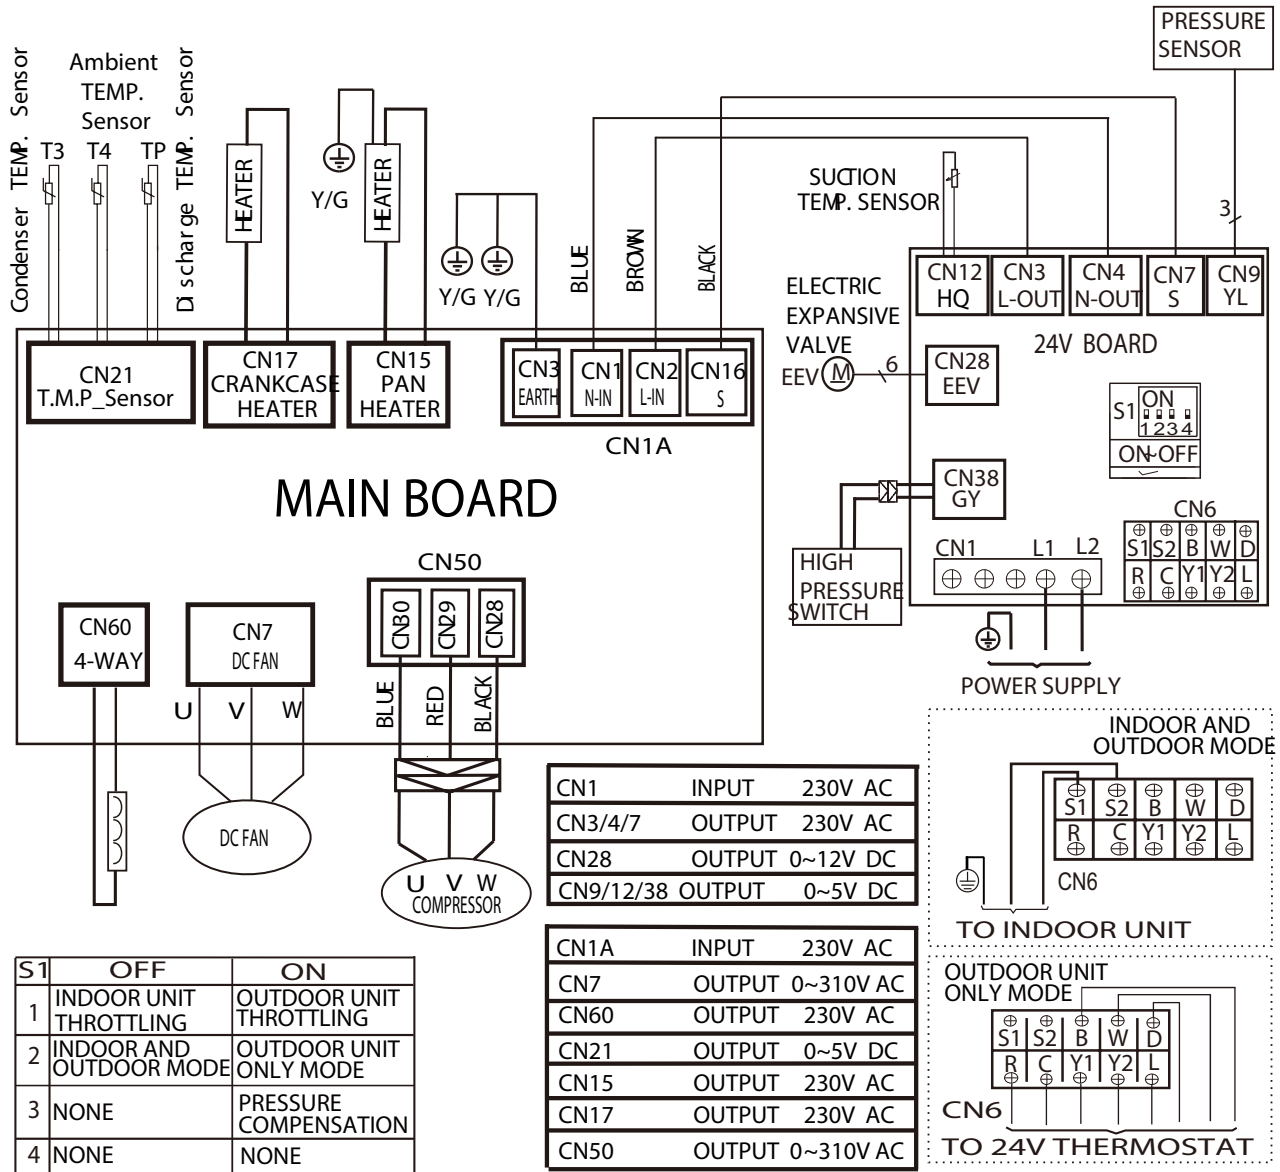 PRESSURE
SENSOR
Condenser TEMP. Sensor
Ambient
TEMP.
Sensor
Discharge TEMP. Sensor
T3
T4
TP
HEATER
Y/G
HEATER
Y/G
Y/G
BLUE
BROWN
BLACK
SUCTION
TEMP. SENSOR
3
ELECTRIC
EXPANSIVE
VALVE
EEV
M
6
CN12
HQ
CN3
L-OUT
CN4
N-OUT
CN7
S
CN9
YL
24V BOARD
CN28
EEV
S1
ON
1234
ON~OFF
CN38
GY
CN21
T.M.P_Sensor
CN17
CRANKCASE
HEATER
CN15
PAN
HEATER
CN3
EARTH
CN1
N-IN
CN2
L-IN
CN16
S
CN1A
MAIN BOARD
HIGH
PRESSURE
SWITCH
CN1
L1
L2
CN6
S1 S2 B W D
R C Y1 Y2 L
POWER SUPPLY
CN50
CN30
CN29
CN28
CN60
4-WAY
CN7
DC FAN
U
V
W
BLUE
RED
BLACK
DC FAN
U V W
COMPRESSOR
INDOOR AND
OUTDOOR MODE
S1 S2 B W D
R C Y1 Y2 L
CN6
TO INDOOR UNIT
OUTDOOR UNIT
ONLY MODE
S1 S2 B W D
R C Y1 Y2 L
CN6
TO 24V THERMOSTAT
CN1 INPUT 230V AC
CN3/4/7 OUTPUT 230V AC
CN28 OUTPUT 0~12V DC
CN9/12/38 OUTPUT 0~5V DC
CN1A INPUT 230V AC
CN7 OUTPUT 0~310V AC
CN60 OUTPUT 230V AC
CN21 OUTPUT 0~5V DC
CN15 OUTPUT 230V AC
CN17 OUTPUT 230V AC
CN50 OUTPUT 0~310V AC
S1 OFF ON
1 INDOOR UNIT THROTTLING OUTDOOR UNIT THROTTLING
2 INDOOR AND OUTDOOR MODE OUTDOOR UNIT ONLY MODE
3 NONE PRESSURE COMPENSATION
4 NONE NONE